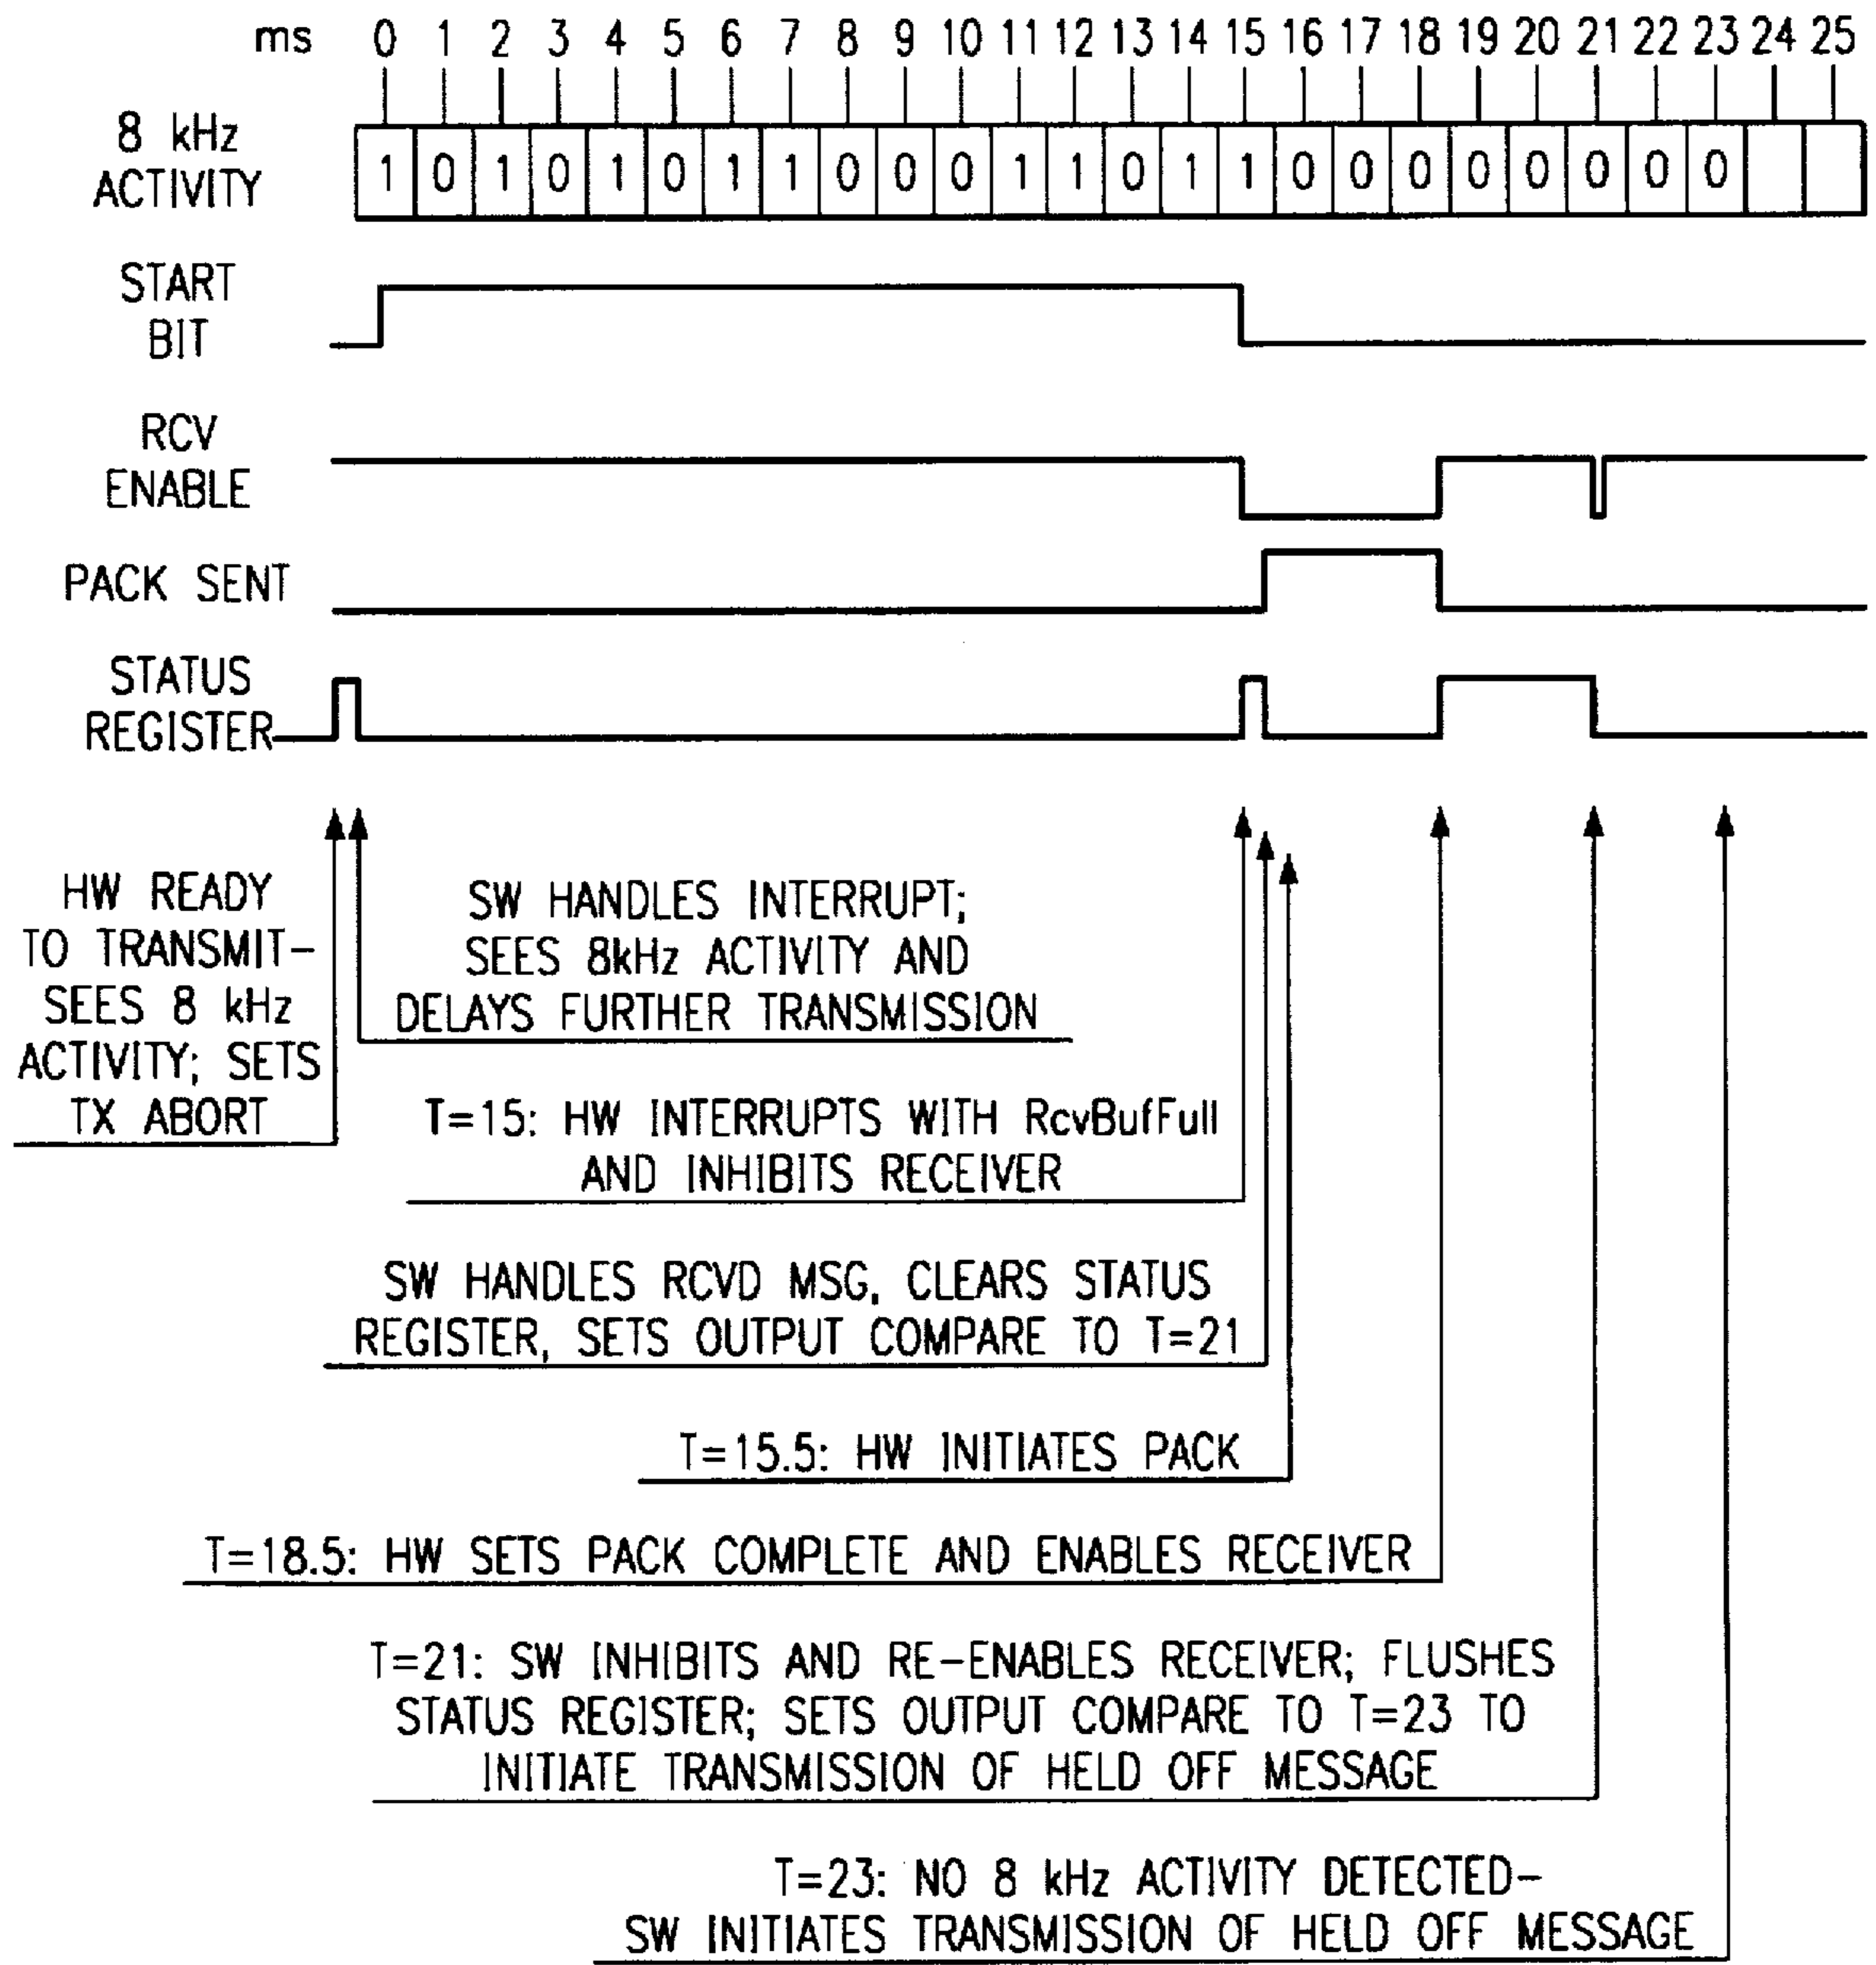 ms 0 1 2 3 4 5 6 7 8 9 10 11 12 13 14 15 16 17 18 19 20 21 22 23 24 25
8 kHz
ACTIVITY
1 0 1 0 1 0 1 1 0 0 0 1 1 0 1 1 0 0 0 0 0 0 0 0
START
BIT
RCV
ENABLE
PACK SENT
STATUS
REGISTER
HW READY
TO TRANSMIT-
SEES 8 kHz
ACTIVITY; SETS
TX ABORT
SW HANDLES INTERRUPT;
SEES 8kHz ACTIVITY AND
DELAYS FURTHER TRANSMISSION
T=15: HW INTERRUPTS WITH RcvBufFull
AND INHIBITS RECEIVER
SW HANDLES RCVD MSG, CLEARS STATUS
REGISTER, SETS OUTPUT COMPARE TO T=21
T=15.5: HW INITIATES PACK
T=18.5: HW SETS PACK COMPLETE AND ENABLES RECEIVER
T=21: SW INHIBITS AND RE-ENABLES RECEIVER; FLUSHES
STATUS REGISTER; SETS OUTPUT COMPARE TO T=23 TO
INITIATE TRANSMISSION OF HELD OFF MESSAGE
T=23: NO 8 kHz ACTIVITY DETECTED-
SW INITIATES TRANSMISSION OF HELD OFF MESSAGE